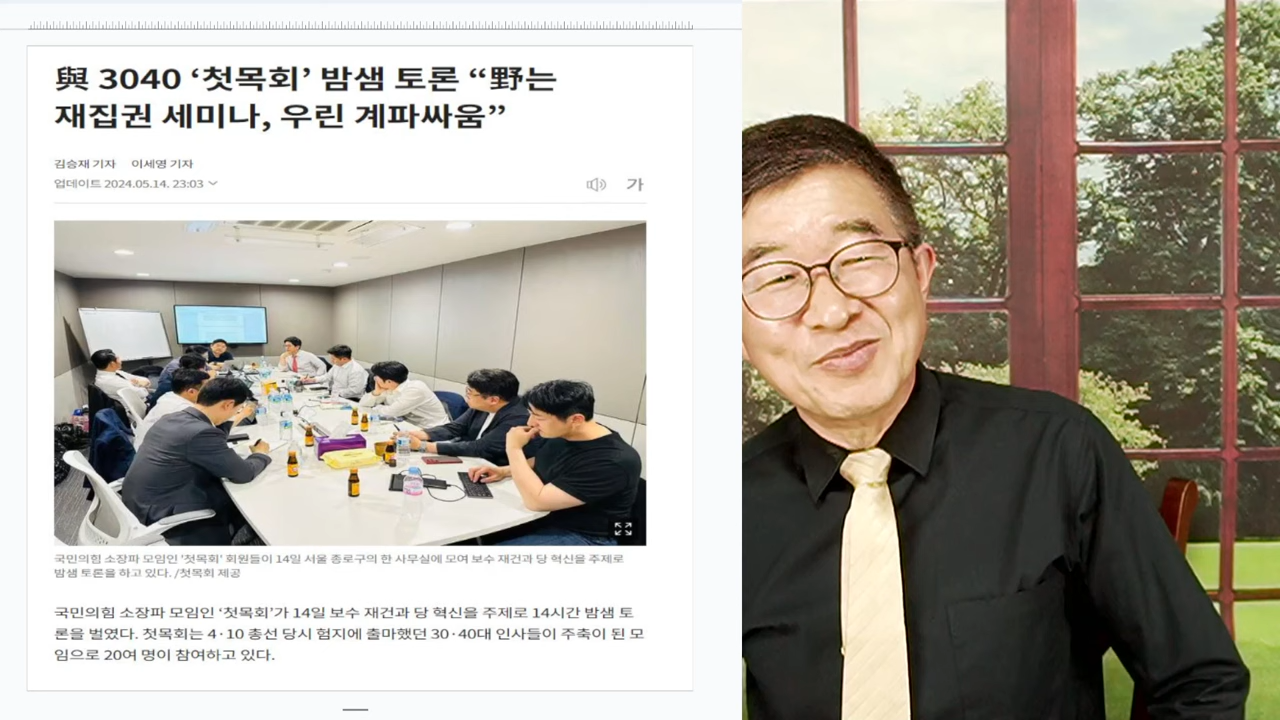 與 3040 ‘첫목회’ 밤샘 토론 “野는
재집권 세미나, 우린 계파싸움”
김승재 기자 이세영 기자
업데이트 2024.05.14. 23:03
가
국민의힘 소장파 모임인 '첫목회' 회원들이 14일 서울 종로구의 한 사무실에 모여 보수 재건과 당 혁신을 주제로
밤샘 토론을 하고 있다. /첫목회 제공
국민의힘 소장파 모임인 ‘첫목회’가 14일 보수 재건과 당 혁신을 주제로 14시간 밤샘 토
론을 벌였다. 첫목회는 4·10 총선 당시 험지에 출마했던 30·40대 인사들이 주축이 된 모
임으로 20여 명이 참여하고 있다.